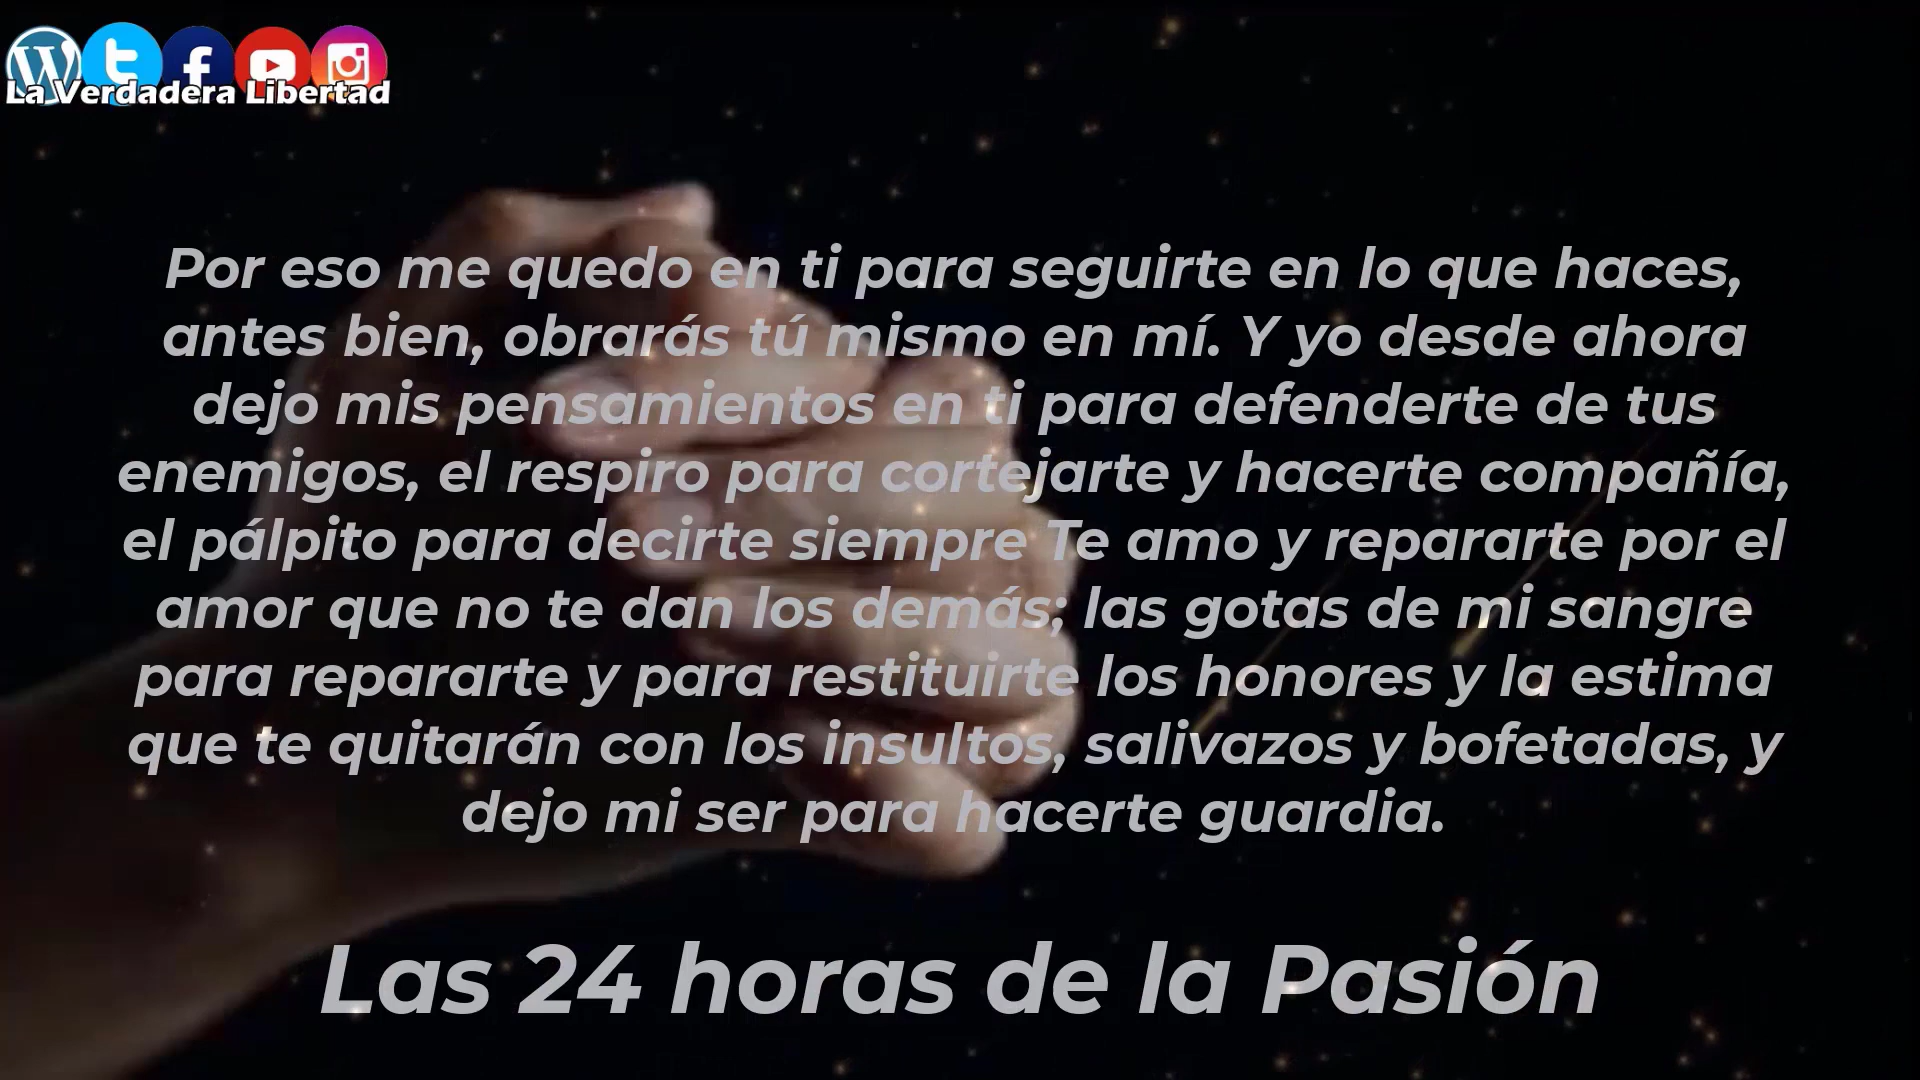 La Verdadera Libertad
Por eso me quedo en ti para seguirte en lo que haces,
antes bien, obrarás tú mismo en mí. Y yo desde ahora
dejo mis pensamientos en ti para defenderte de tus
enemigos, el respiro para cortejarte y hacerte compañía,
el pálpito para decirte siempre Te amo y repararte por el
amor que no te dan los demás; las gotas de mi sangre
para repararte y para restituirte los honores y la estima
que te quitarán con los insultos, salivazos y bofetadas, y
dejo mi ser para hacerte guardia.
Las 24 horas de la Pasión